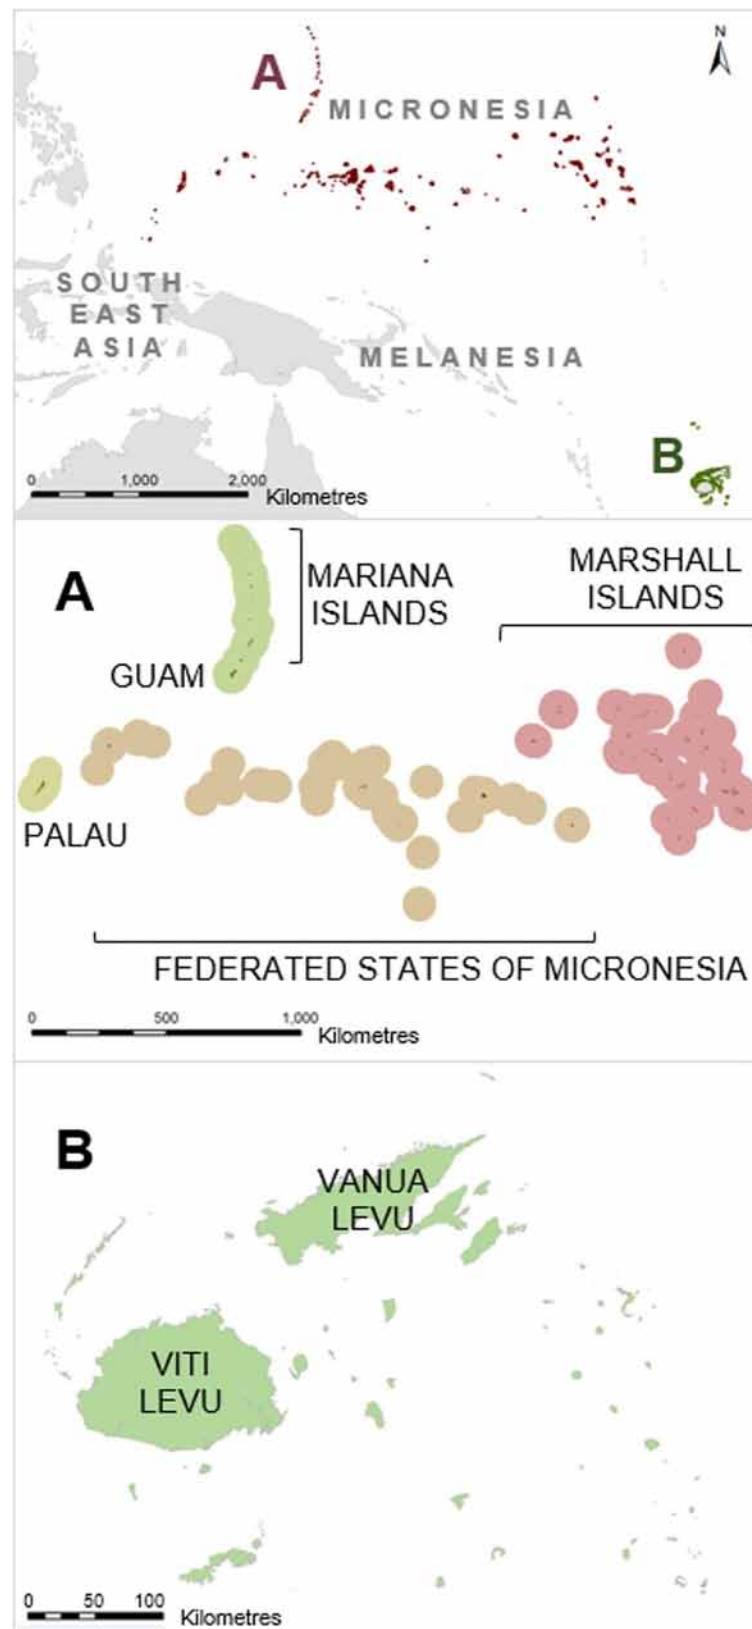 N
A
MICRONESIA
SOUTH
EAST
ASIA
MELANESIA
B
0 1,000 2,000
Kilometres
A
MARIANA
ISLANDS
MARSHALL
ISLANDS
GUAM
PALAU
FEDERATED STATES OF MICRONESIA
0 500 1,000
Kilometres
B
VANUA
LEVU
VITI
LEVU
0 50 100
Kilometres